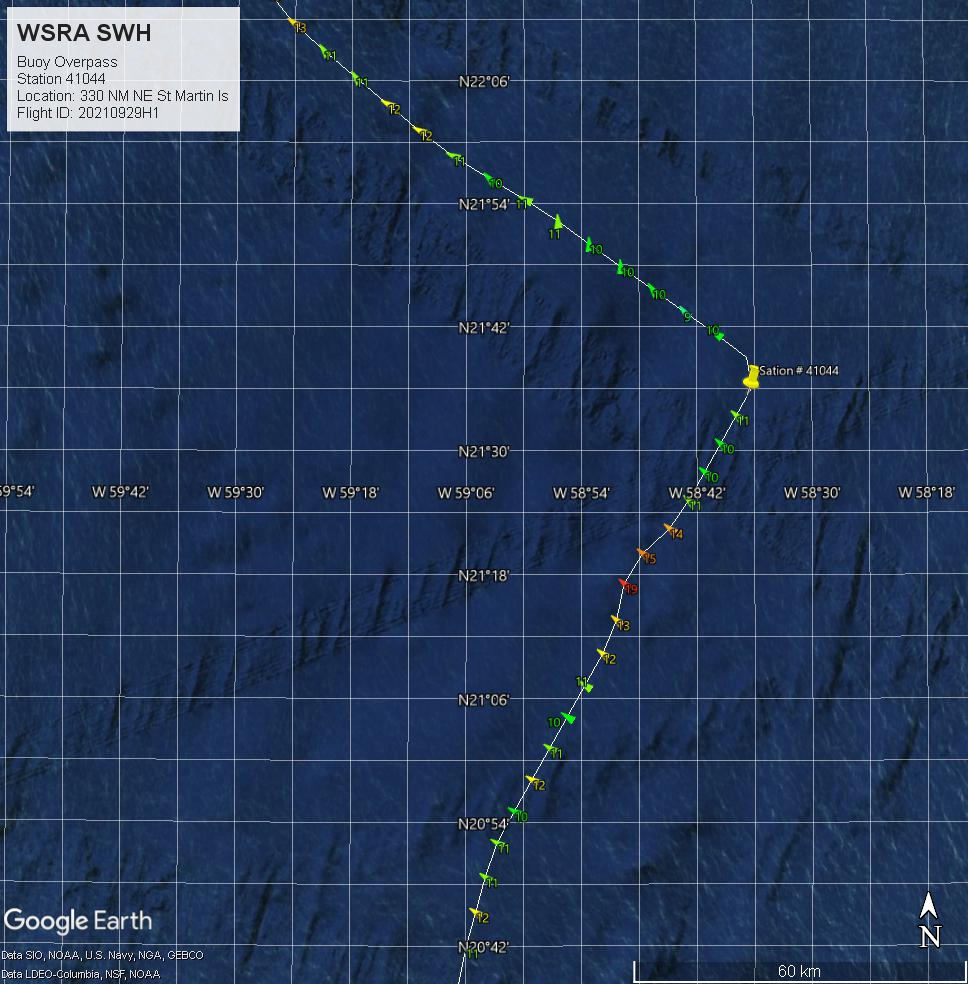 WSRA SWH
Buoy Overpass
Station 41044
Location: 330 NM NE St Martin Is
Flight ID: 20210929H1
13
11
N22°06'
11
12
12
11
10
N21°54'
11
11
10
10
10
9
N21°42'
10
Sation # 41044
11
N21°30'
10
10
59°54'
W 59°42'
W 59°30'
W 59°18'
W 59°06'
W 58°54'
W 58°42'
W 58°30'
W 58°18'
11
14
15
N21°18'
19
13
12
11
N21°06'
10
11
12
10
N20°54'
11
11
12
N20°42'
11
Google Earth
N
Data SIO, NOAA, U.S. Navy, NGA, GEBCO
Data LDEO-Columbia, NSF, NOAA
60 km